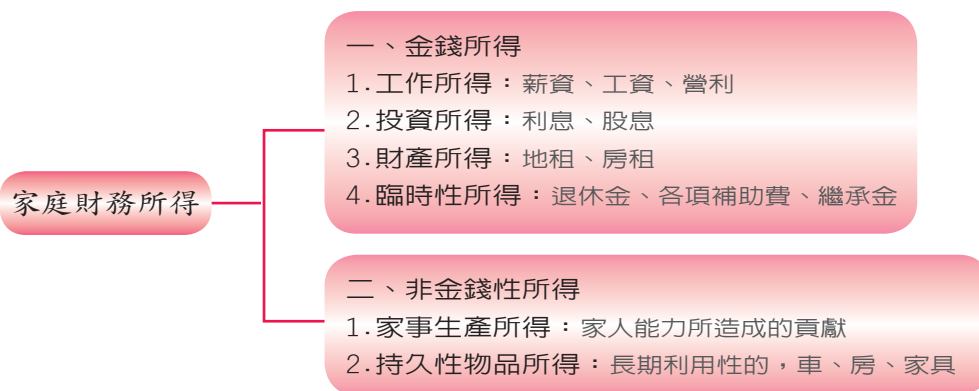 家庭財務所得
一、金錢所得
1.工作所得：薪資、工資、營利
2.投資所得：利息、股息
3.財產所得：地租、房租
4.臨時性所得：退休金、各項補助費、繼承金
二、非金錢性所得
1.家事生產所得：家人能力所造成的貢獻
2.持久性物品所得：長期利用性的，車、房、家具